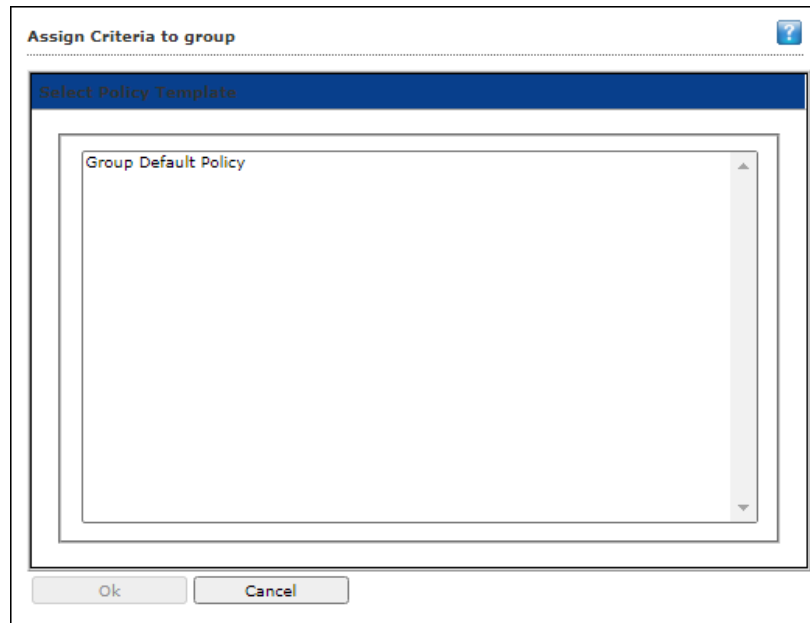 Assign Criteria to group
?
Select Policy Template
Group Default Policy
Ok
Cancel